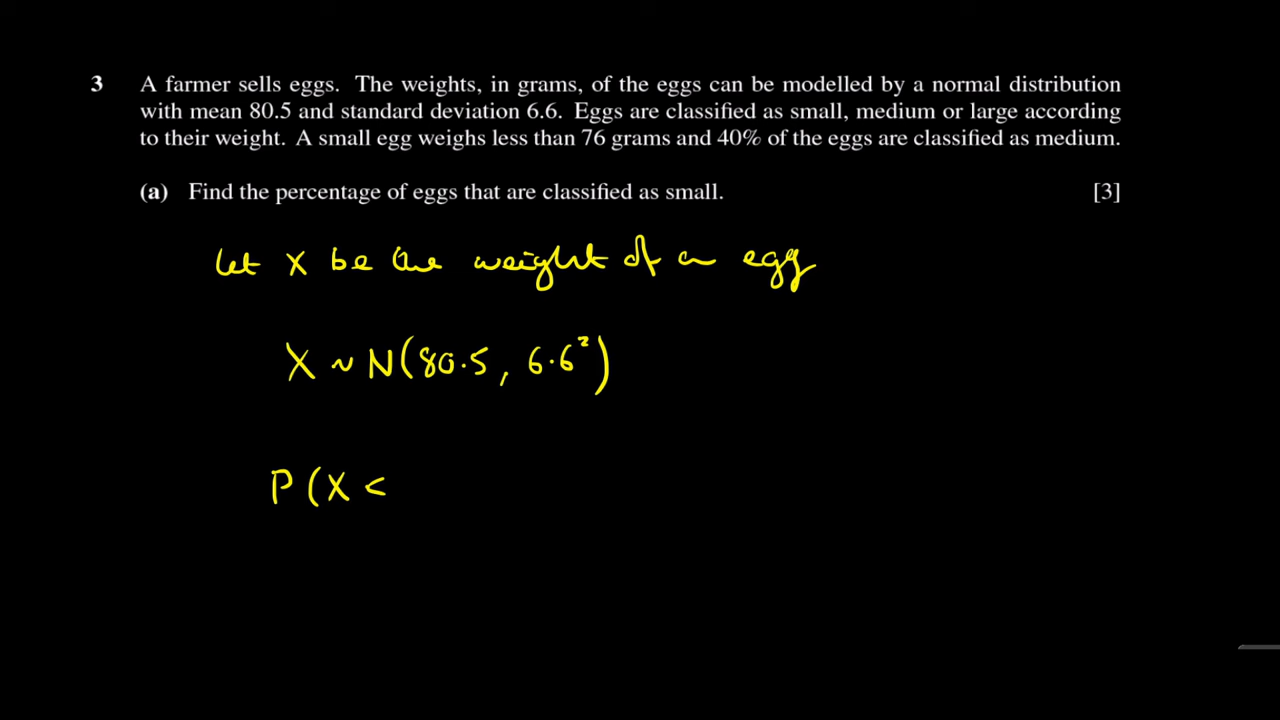 3 A farmer sells eggs. The weights, in grams, of the eggs can be modelled by a normal distribution
with mean 80.5 and standard deviation 6.6. Eggs are classified as small, medium or large according
to their weight. A small egg weighs less than 76 grams and 40% of the eggs are classified as medium.
(a) Find the percentage of eggs that are classified as small. [3]
Let X be the weight of an egg
X ~ N(80.5, 6.6²)
P(X <